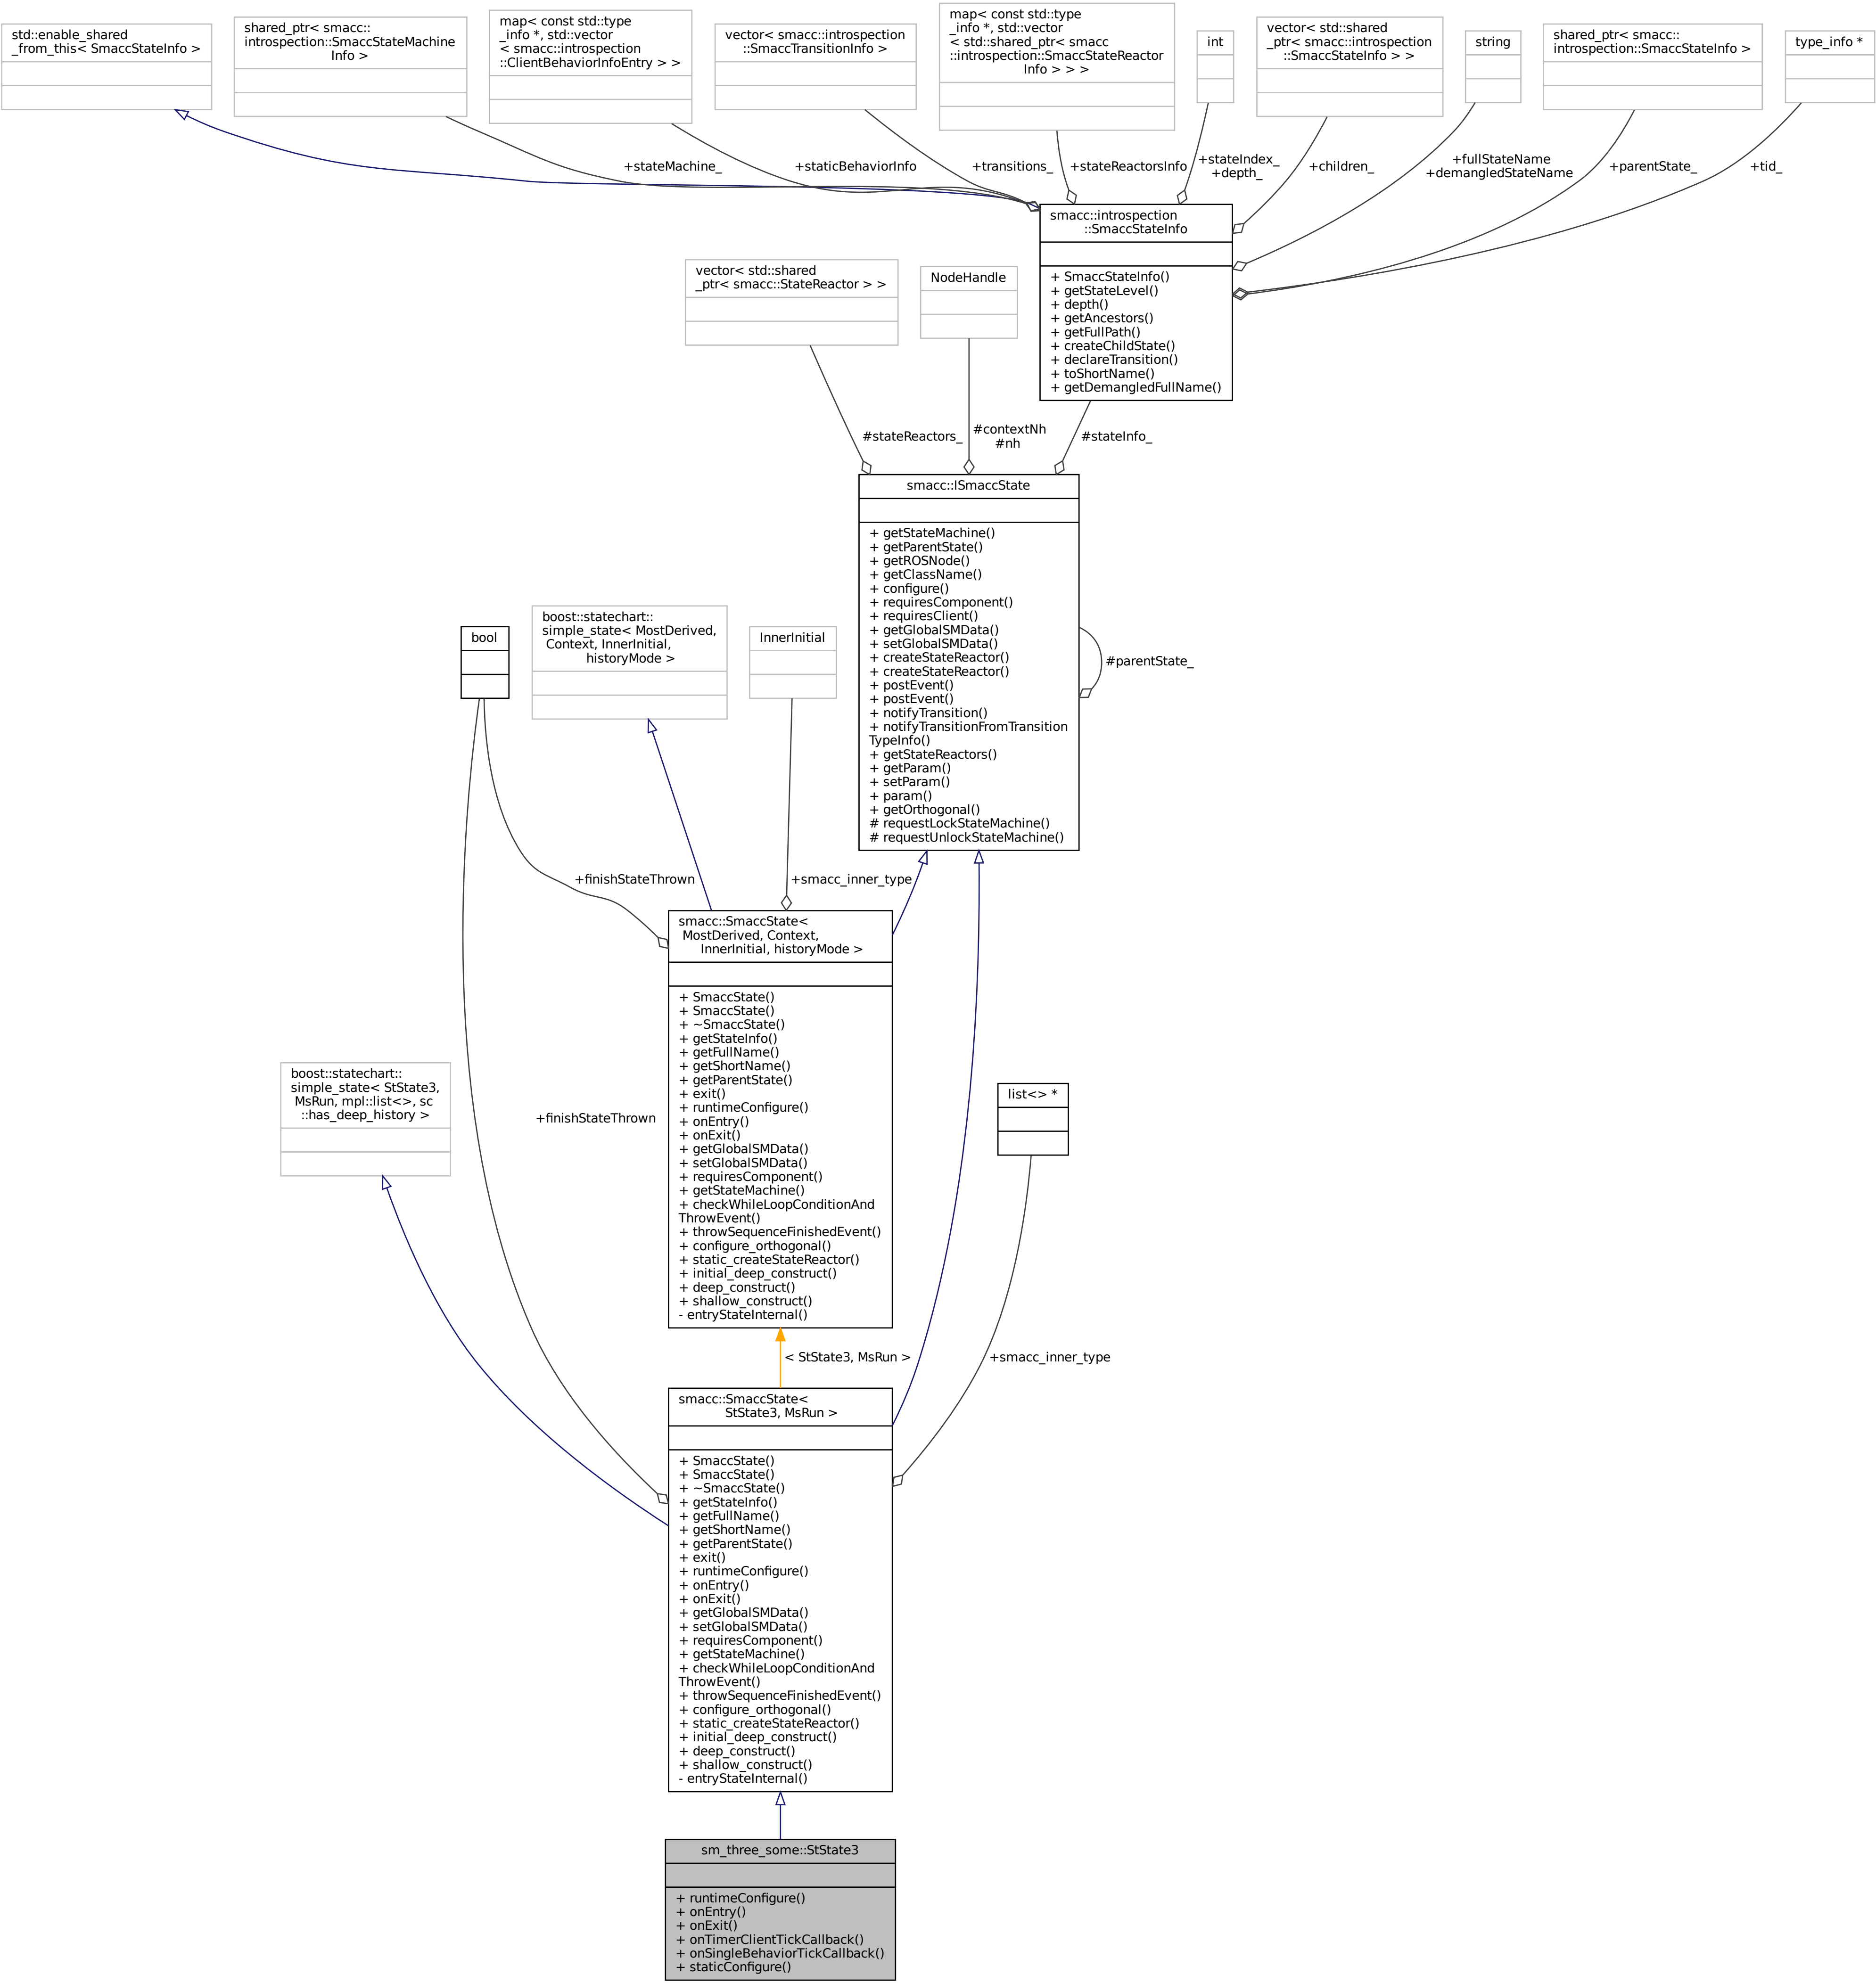 std::enable_shared
_from_this< SmaccStateInfo >
shared_ptr< smacc::
introspection::SmaccStateMachine
Info >
map< const std::type
_info *, std::vector
< smacc::introspection
::ClientBehaviorInfoEntry > >
vector< smacc::introspection
::SmaccTransitionInfo >
map< const std::type
_info *, std::vector
< std::shared_ptr< smacc
::introspection::SmaccStateReactor
Info > > >
int
vector< std::shared
_ptr< smacc::introspection
::SmaccStateInfo > >
string
shared_ptr< smacc::
introspection::SmaccStateInfo >
type_info *
+stateMachine_
+staticBehaviorInfo
+transitions_
+stateReactorsInfo
+stateIndex_
+depth_
+children_
+fullStateName
+demangledStateName
+parentState_
+tid_
smacc::introspection
::SmaccStateInfo
+ SmaccStateInfo()
+ getStateLevel()
+ depth()
+ getAncestors()
+ getFullPath()
+ createChildState()
+ declareTransition()
+ toShortName()
+ getDemangledFullName()
vector< std::shared
_ptr< smacc::StateReactor > >
NodeHandle
#stateReactors_
#contextNh
#nh
#stateInfo_
smacc::ISmaccState
+ getStateMachine()
+ getParentState()
+ getROSNode()
+ getClassName()
+ configure()
+ requiresComponent()
+ requiresClient()
+ getGlobalSMData()
+ setGlobalSMData()
+ createStateReactor()
+ createStateReactor()
+ postEvent()
+ postEvent()
+ notifyTransition()
+ notifyTransitionFromTransition
TypeInfo()
+ getStateReactors()
+ getParam()
+ setParam()
+ param()
+ getOrthogonal()
# requestLockStateMachine()
# requestUnlockStateMachine()
#parentState_
bool
boost::statechart::
simple_state< MostDerived,
Context, InnerInitial,
historyMode >
InnerInitial
+finishStateThrown
+smacc_inner_type
smacc::SmaccState<
MostDerived, Context,
InnerInitial, historyMode >
+ SmaccState()
+ SmaccState()
+ ~SmaccState()
+ getStateInfo()
+ getFullName()
+ getShortName()
+ getParentState()
+ exit()
+ runtimeConfigure()
+ onEntry()
+ onExit()
+ getGlobalSMData()
+ setGlobalSMData()
+ requiresComponent()
+ getStateMachine()
+ checkWhileLoopConditionAnd
ThrowEvent()
+ throwSequenceFinishedEvent()
+ configure_orthogonal()
+ static_createStateReactor()
+ initial_deep_construct()
+ deep_construct()
+ shallow_construct()
- entryStateInternal()
boost::statechart::
simple_state< StState3,
MsRun, mpl::list<>, sc
::has_deep_history >
+finishStateThrown
list<> *
< StState3, MsRun >
+smacc_inner_type
smacc::SmaccState<
StState3, MsRun >
+ SmaccState()
+ SmaccState()
+ ~SmaccState()
+ getStateInfo()
+ getFullName()
+ getShortName()
+ getParentState()
+ exit()
+ runtimeConfigure()
+ onEntry()
+ onExit()
+ getGlobalSMData()
+ setGlobalSMData()
+ requiresComponent()
+ getStateMachine()
+ checkWhileLoopConditionAnd
ThrowEvent()
+ throwSequenceFinishedEvent()
+ configure_orthogonal()
+ static_createStateReactor()
+ initial_deep_construct()
+ deep_construct()
+ shallow_construct()
- entryStateInternal()
sm_three_some::StState3
+ runtimeConfigure()
+ onEntry()
+ onExit()
+ onTimerClientTickCallback()
+ onSingleBehaviorTickCallback()
+ staticConfigure()